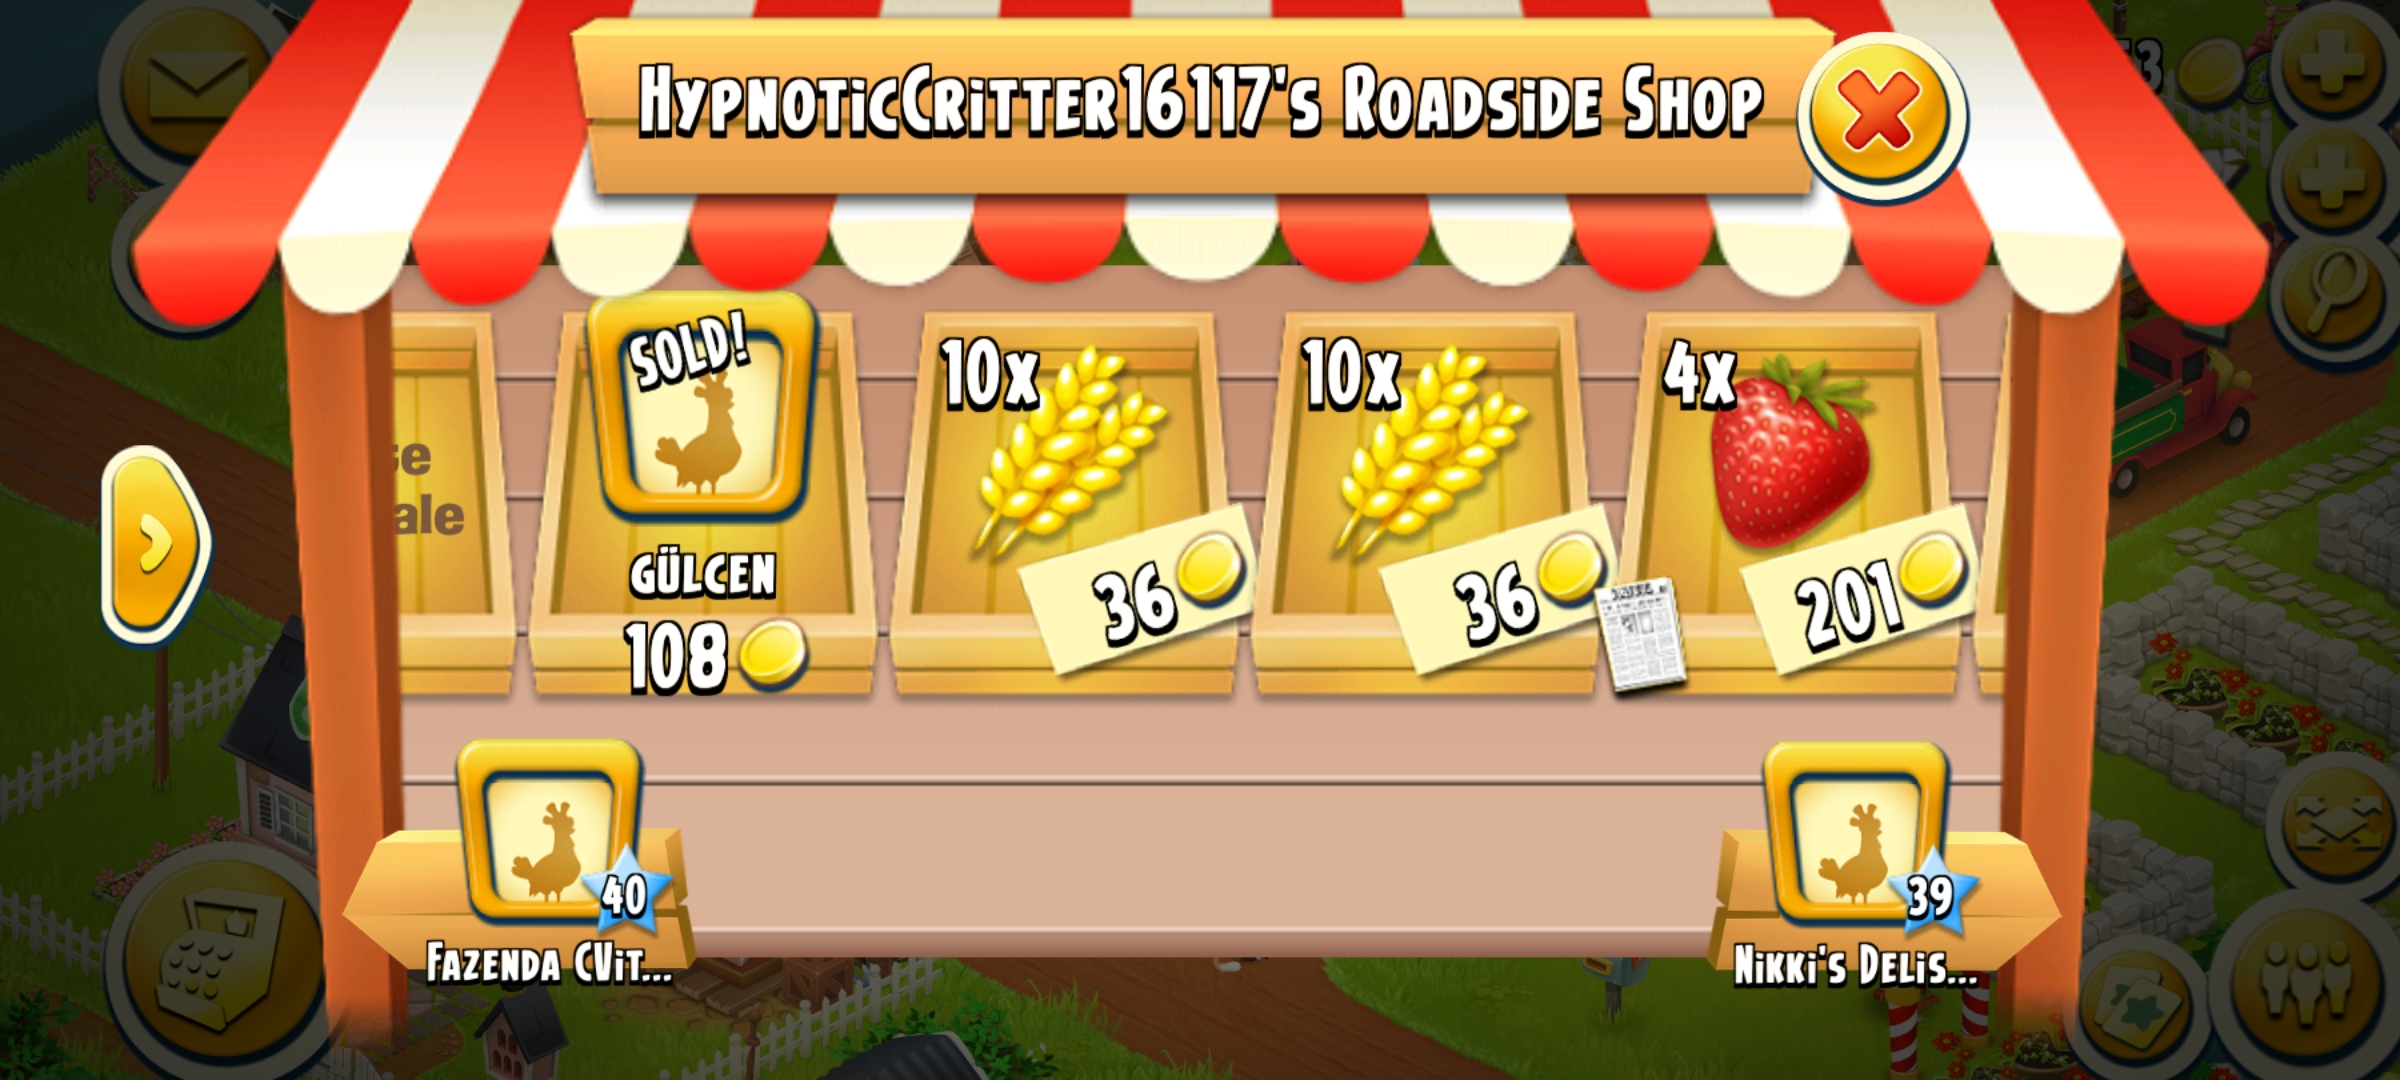 HypnoticCritter16117's Roadside Shop
SOLD!
GÜLCEN
108
10x
36
10x
36
4x
201
40
Fazenda CVit...
39
Nikki's Delis...